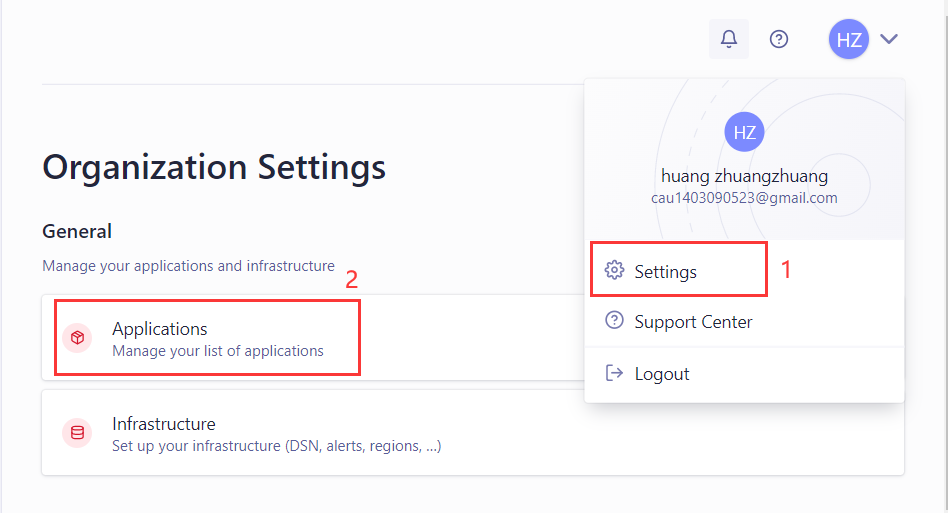 HZ
HZ
huang zhuangzhuang
cau1403090523@gmail.com
Organization Settings
General
Manage your applications and infrastructure
2
Settings
1
Applications
Manage your list of applications
Support Center
Logout
Infrastructure
Set up your infrastructure (DSN, alerts, regions, ...)